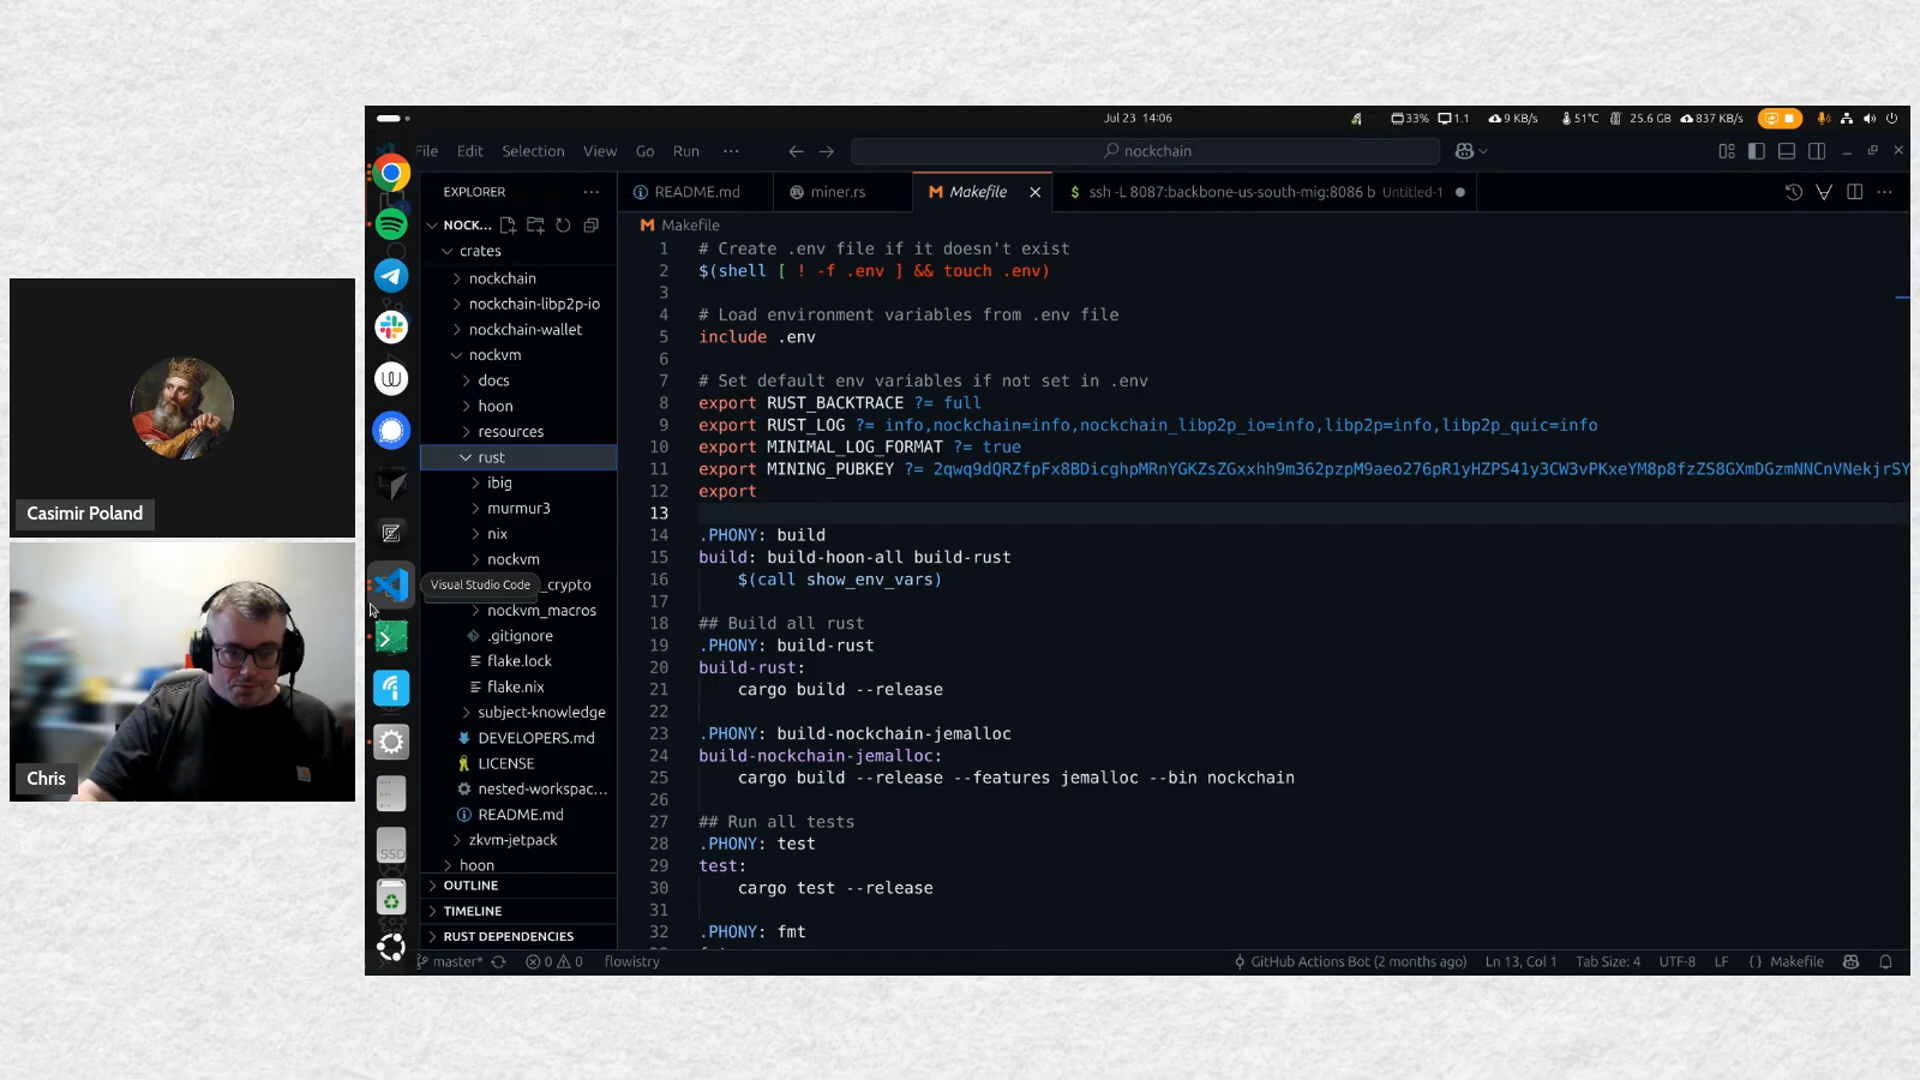 Jul 23 14:06
33% 1.1 9 KB/s 51°C 25.6 GB 837 KB/s
File Edit Selection View Go Run ···
nockchain
EXPLORER
README.md
miner.rs
Makefile
$ ssh -L 8087:backbone-us-south-mig:8086 b Untitled-1
NOCK...
crates
nockchain
nockchain-libp2p-io
nockchain-wallet
nockvm
docs
hoon
resources
rust
ibig
murmur3
nix
nockvm
_crypto
nockvm_macros
.gitignore
flake.lock
flake.nix
subject-knowledge
DEVELOPERS.md
LICENSE
nested-workspac...
README.md
zkvm-jetpack
hoon
OUTLINE
TIMELINE
RUST DEPENDENCIES
Visual Studio Code
SSD
Makefile
1 # Create .env file if it doesn't exist
2 $(shell [ ! -f .env ] && touch .env)
3
4 # Load environment variables from .env file
5 include .env
6
7 # Set default env variables if not set in .env
8 export RUST_BACKTRACE ?= full
9 export RUST_LOG ?= info,nockchain=info,nockchain_libp2p_io=info,libp2p=info,libp2p_quic=info
10 export MINIMAL_LOG_FORMAT ?= true
11 export MINING_PUBKEY ?= 2qwq9dQRZfpFx8BDicghpMRnYGKZsZGxxhh9m362pzpM9aeo276pR1yHZPS41y3CW3vPKxeYM8p8fzZS8GXmDGzmNNCnVNekjrSY
12 export
13
14 .PHONY: build
15 build: build-hoon-all build-rust
16 $(call show_env_vars)
17
18 ## Build all rust
19 .PHONY: build-rust
20 build-rust:
21 cargo build --release
22
23 .PHONY: build-nockchain-jemalloc
24 build-nockchain-jemalloc:
25 cargo build --release --features jemalloc --bin nockchain
26
27 ## Run all tests
28 .PHONY: test
29 test:
30 cargo test --release
31
32 .PHONY: fmt
master*
0 0
flowistry
GitHub Actions Bot (2 months ago)
Ln 13, Col 1
Tab Size: 4
UTF-8
LF
{} Makefile
Casimir Poland
Chris